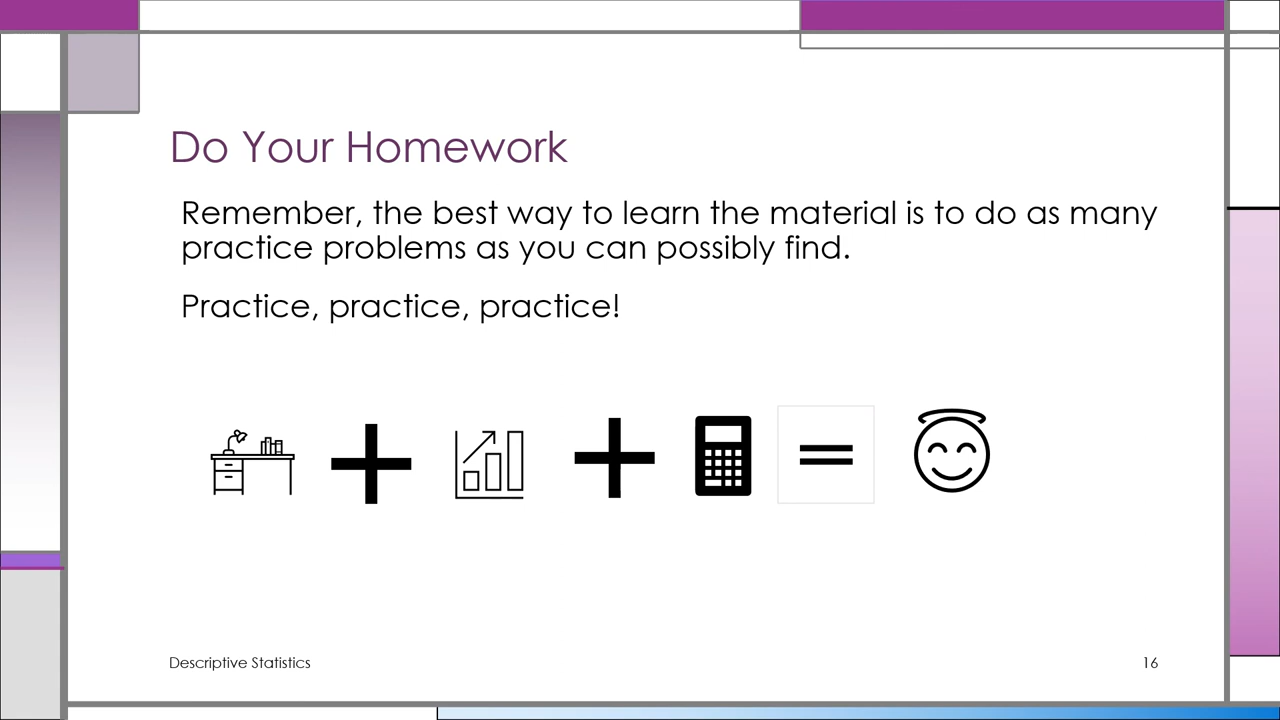 Do Your Homework
Remember, the best way to learn the material is to do as many
practice problems as you can possibly find.
Practice, practice, practice!
Descriptive Statistics
16